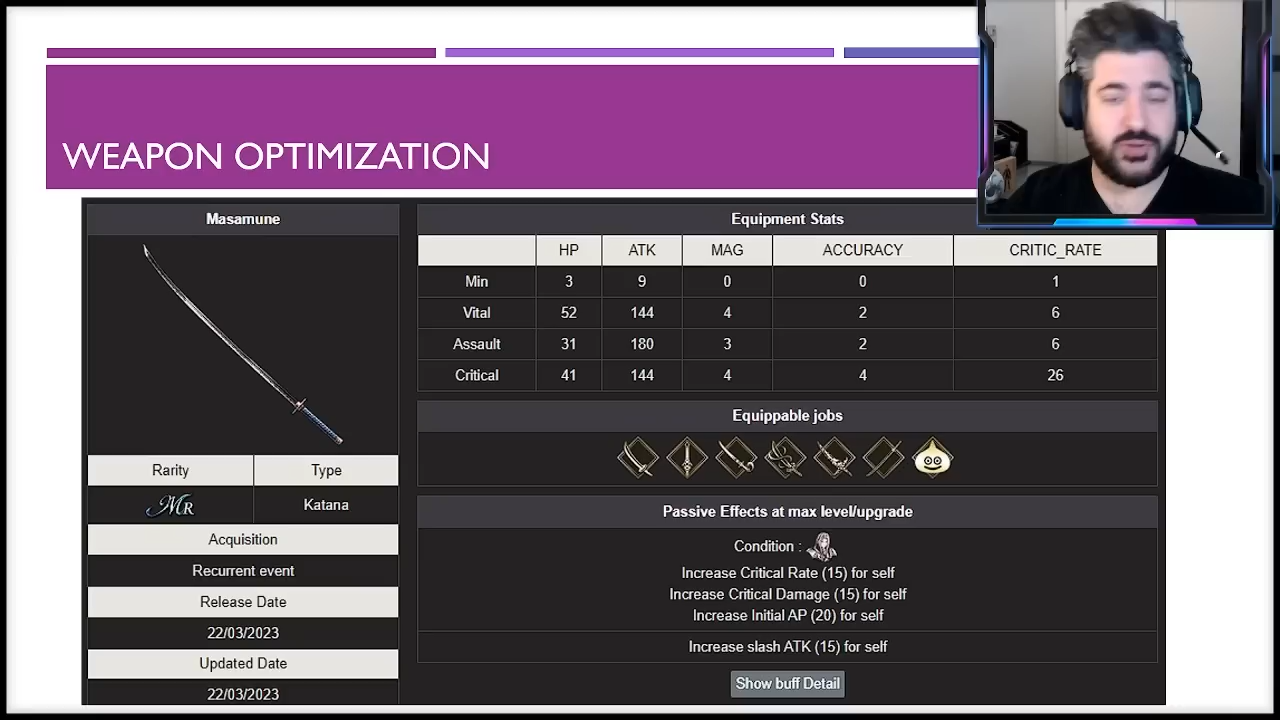 WEAPON OPTIMIZATION
Masamune
Rarity Type
MR Katana
Acquisition
Recurrent event
Release Date
22/03/2023
Updated Date
22/03/2023
Equipment Stats
HP ATK MAG ACCURACY CRITIC_RATE
Min 3 9 0 0 1
Vital 52 144 4 2 6
Assault 31 180 3 2 6
Critical 41 144 4 4 26
Equippable jobs
Passive Effects at max level/upgrade
Condition :
Increase Critical Rate (15) for self
Increase Critical Damage (15) for self
Increase Initial AP (20) for self
Increase slash ATK (15) for self
Show buff Detail